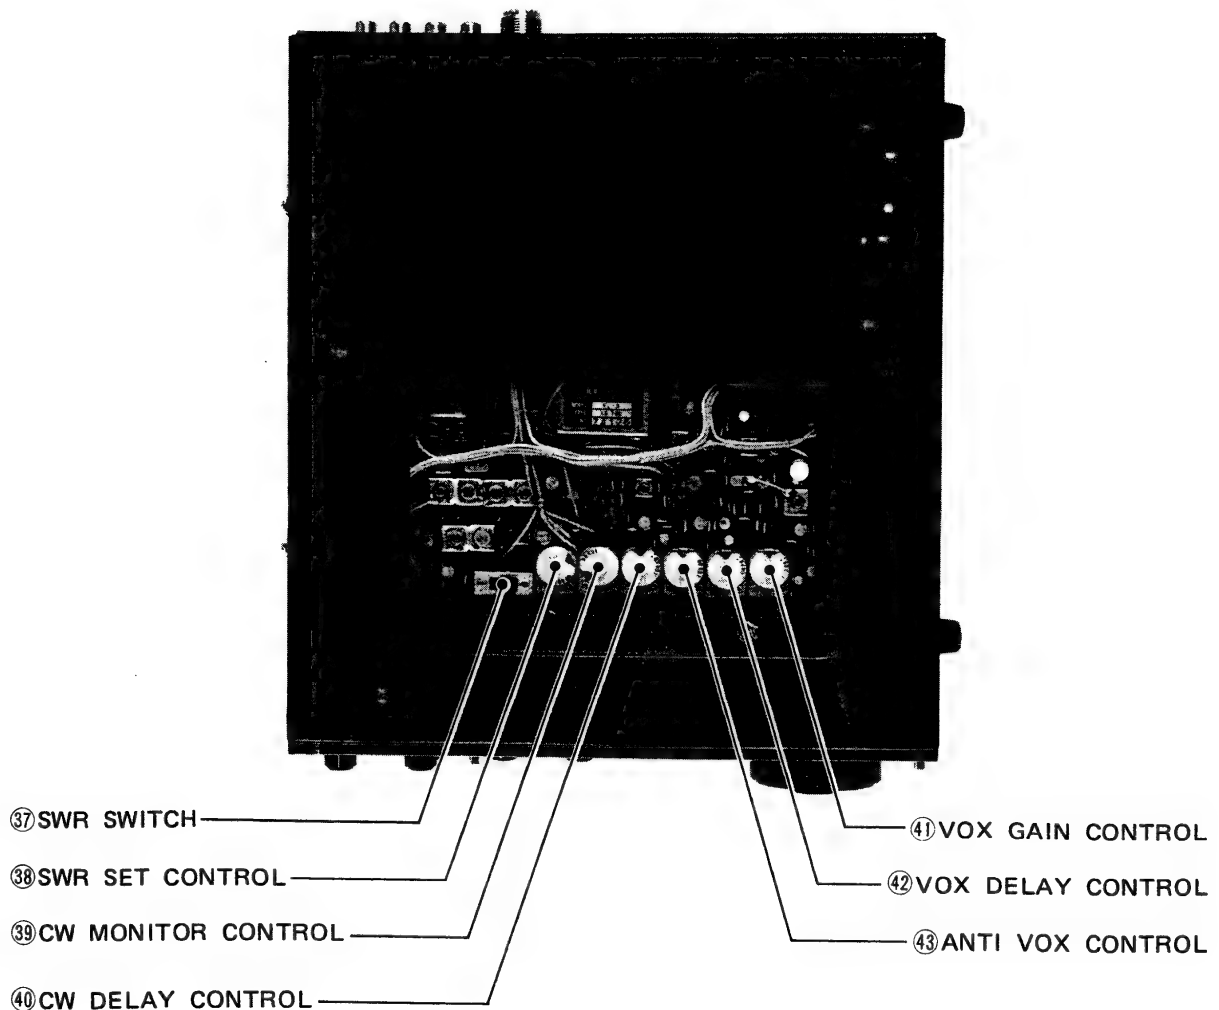 ㊲SWR SWITCH
㊳SWR SET CONTROL
㊴CW MONITOR CONTROL
㊵CW DELAY CONTROL
㊶VOX GAIN CONTROL
㊷VOX DELAY CONTROL
㊸ANTI VOX CONTROL